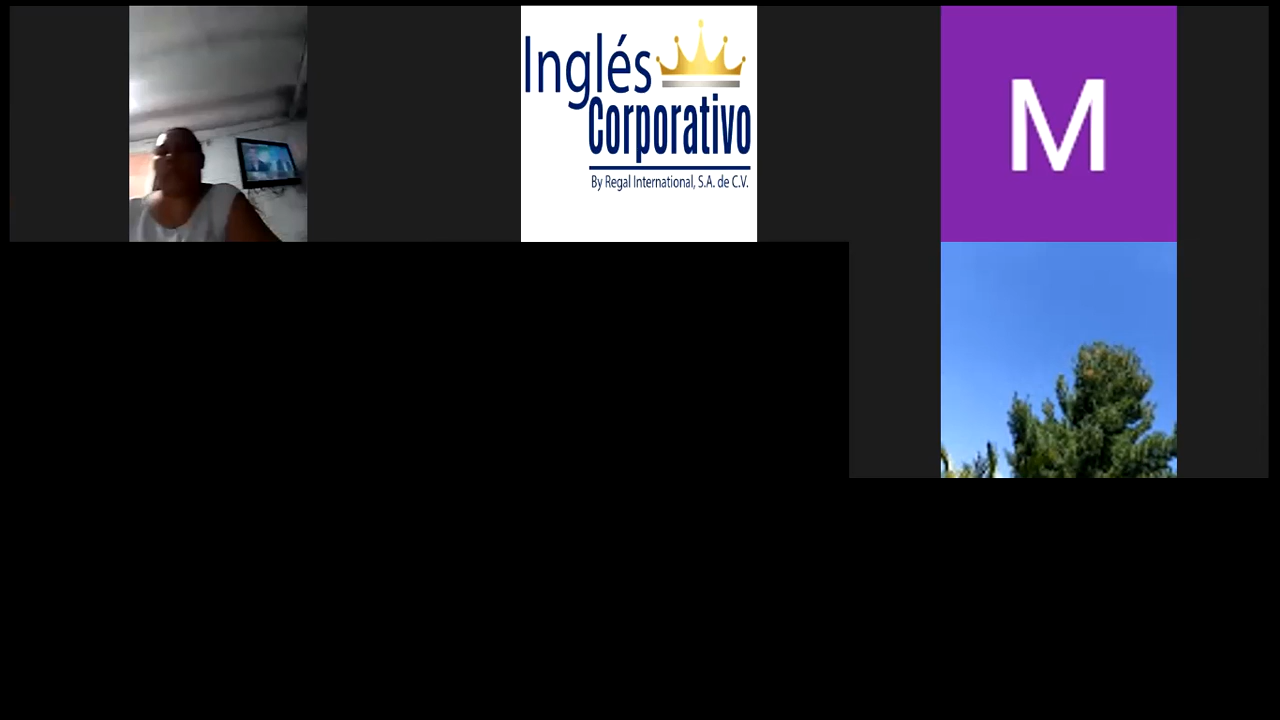 Inglés
Corporativo
By Regal International, S.A. de C.V.
M